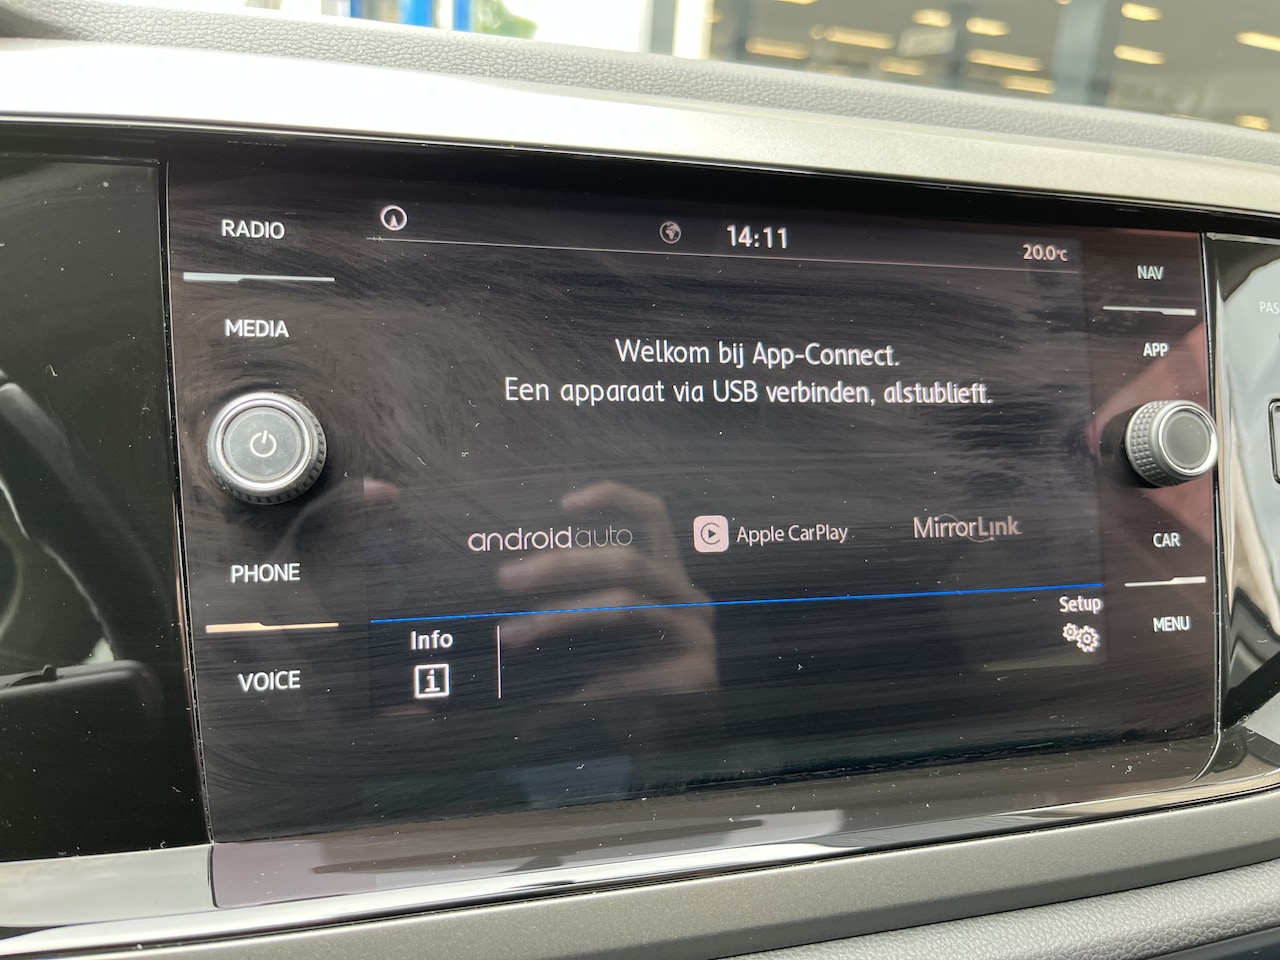 RADIO
14:11
20.0°C
NAV
MEDIA
APP
Welkom bij App-Connect.
Een apparaat via USB verbinden, alstublieft.
androidauto
Apple CarPlay
MirrorLink
CAR
PHONE
Info
Setup
MENU
VOICE
PAS